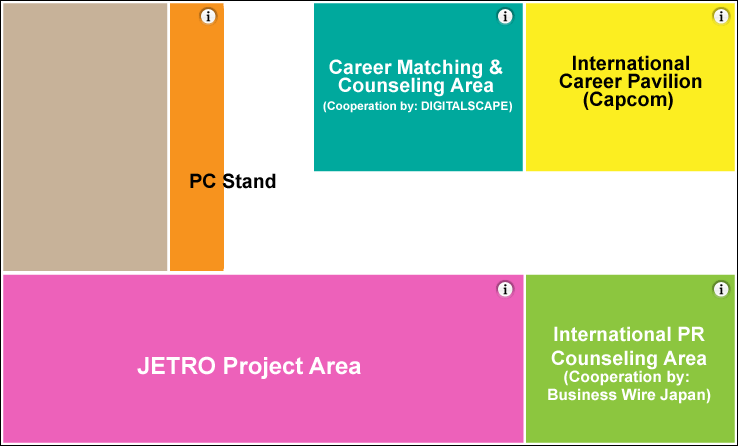 Career Matching &
Counseling Area
(Cooperation by: DIGITALSCAPE)
International
Career Pavilion
(Capcom)
PC Stand
JETRO Project Area
International PR
Counseling Area
(Cooperation by:
Business Wire Japan)